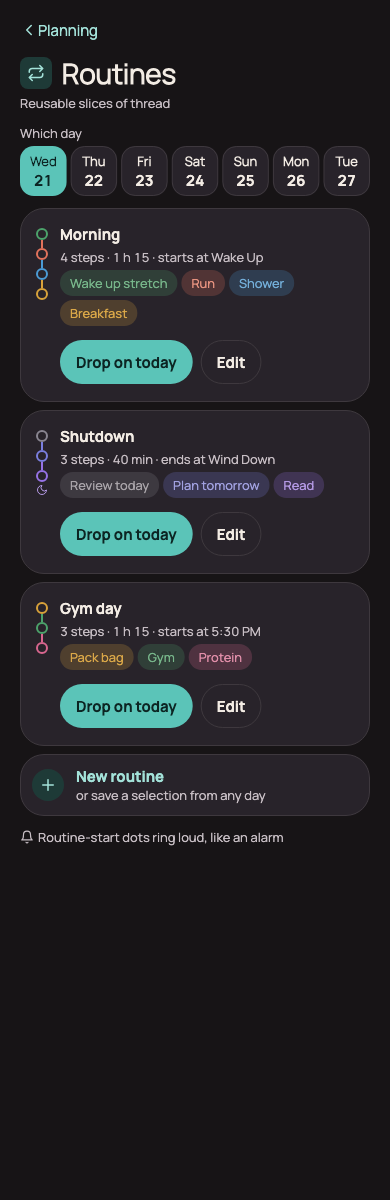 Planning
Routines
Reusable slices of thread
Which day
Wed Thu Fri Sat Sun Mon Tue
21 22 23 24 25 26 27
Morning
4 steps · 1 h 15 · starts at Wake Up
Wake up stretch Run Shower
Breakfast
Drop on today Edit
Shutdown
3 steps · 40 min · ends at Wind Down
Review today Plan tomorrow Read
Drop on today Edit
Gym day
3 steps · 1 h 15 · starts at 5:30 PM
Pack bag Gym Protein
Drop on today Edit
New routine
or save a selection from any day
Routine-start dots ring loud, like an alarm